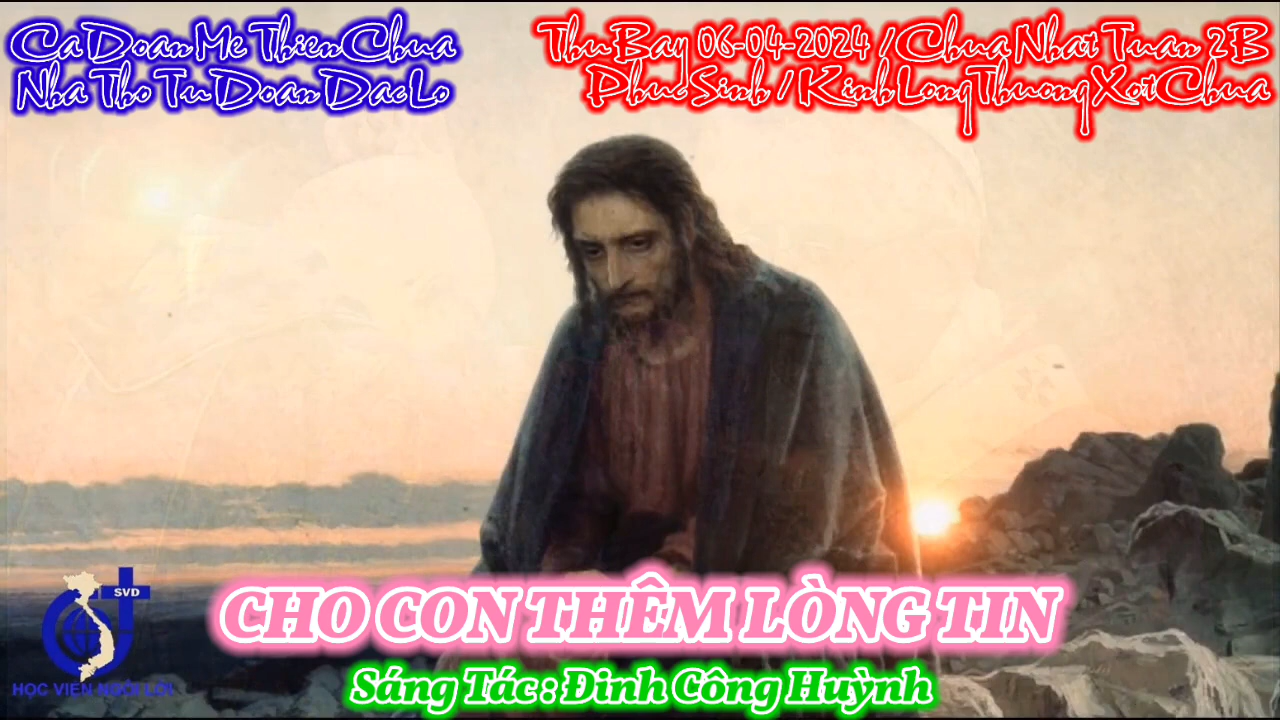 Ca Doan Me Thien Chua
Nha Tho Tu Doan Dac Lo
Thu Bay 06-04-2024 / Chua Nhat Tuan 2B
Phuc Sinh / Kinh Long Thuong Xot Chua
SVD
HỌC VIỆN NGÔI LỜI
CHO CON THÊM LÒNG TIN
Sáng Tác : Đinh Công Huỳnh